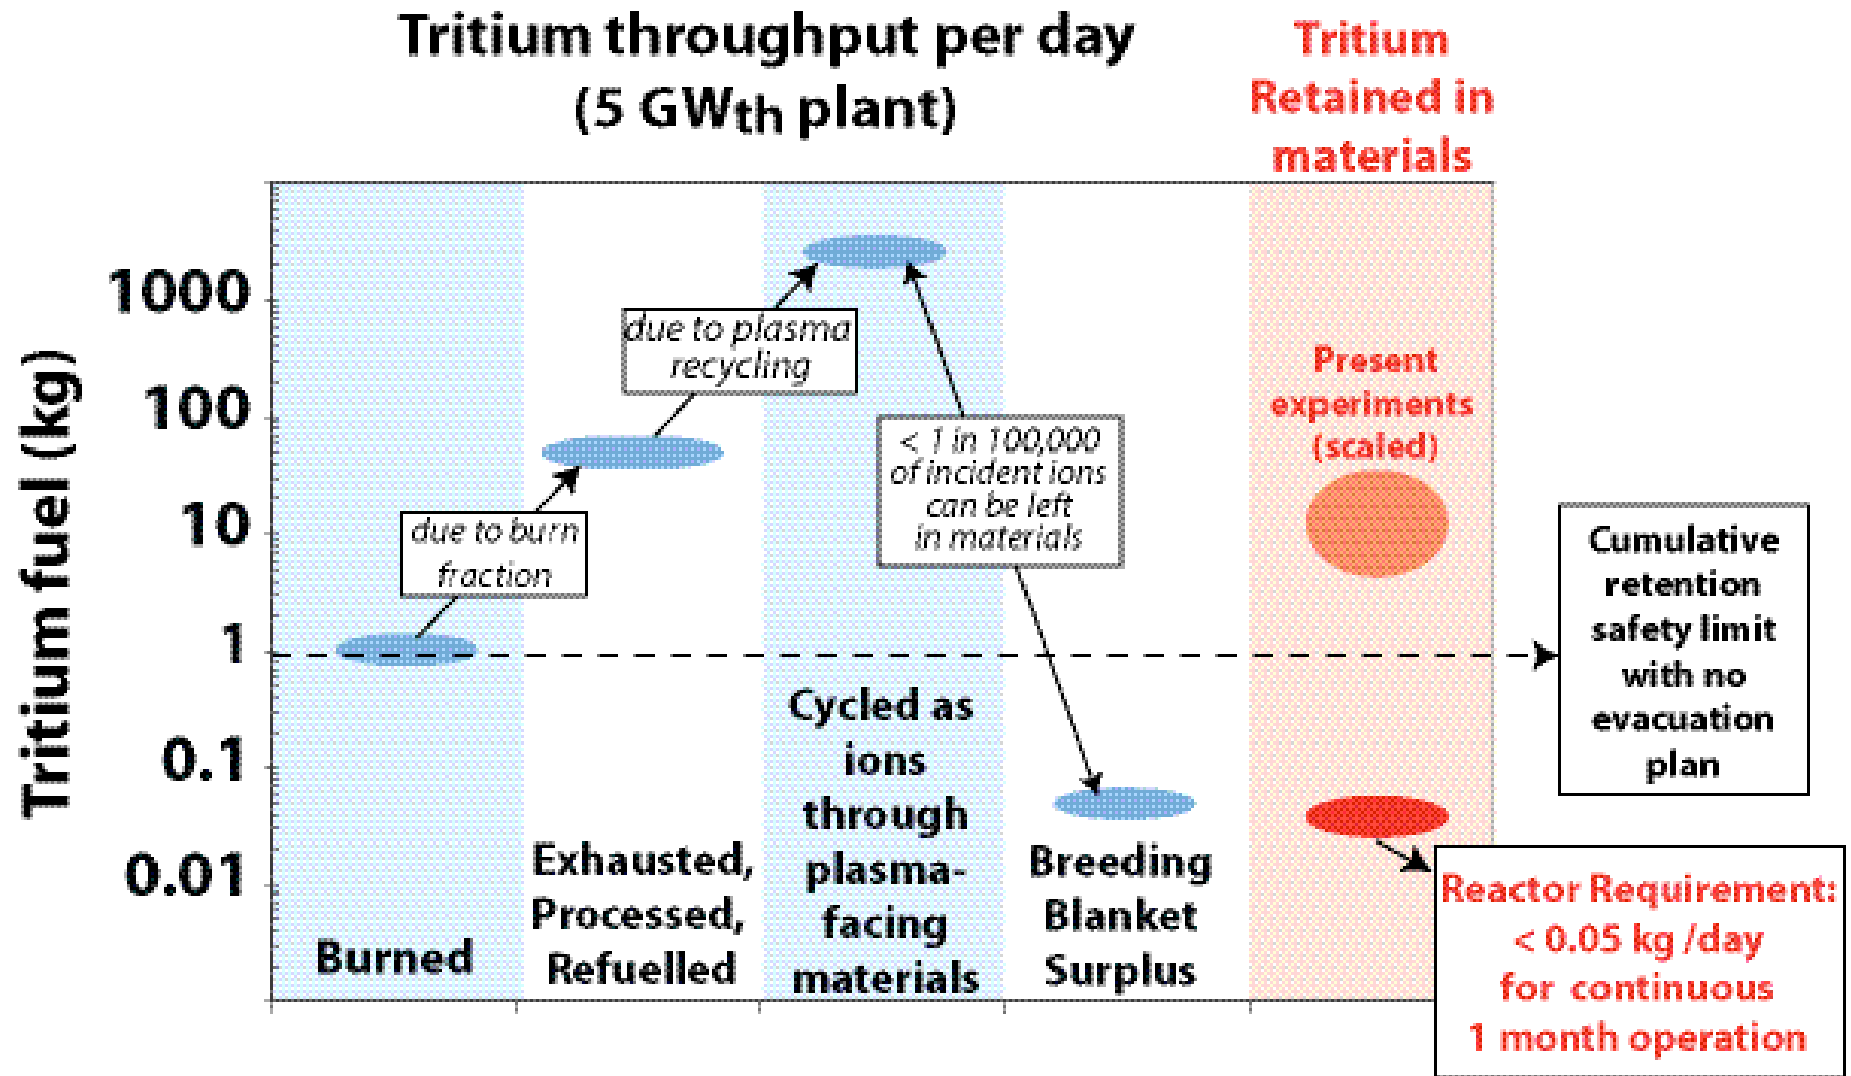 Tritium throughput per day
(5 GWth plant)
Tritium
Retained in
materials
Tritium fuel (kg)
1000
100
10
1
0.1
0.01
due to burn
fraction
due to plasma
recycling
< 1 in 100,000
of incident ions
can be left
in materials
Present
experiments
(scaled)
Cumulative
retention
safety limit
with no
evacuation
plan
Burned
Exhausted,
Processed,
Refuelled
Cycled as
ions
through
plasma-
facing
materials
Breeding
Blanket
Surplus
Reactor Requirement:
< 0.05 kg /day
for continuous
1 month operation